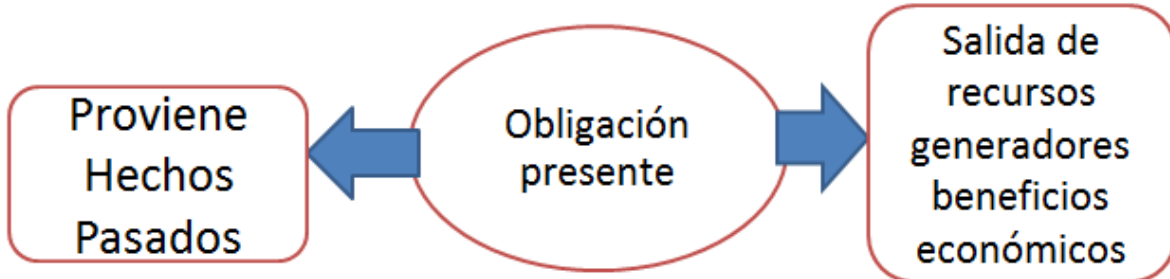 Proviene
Hechos
Pasados
Obligación
presente
Salida de
recursos
generadores
beneficios
económicos